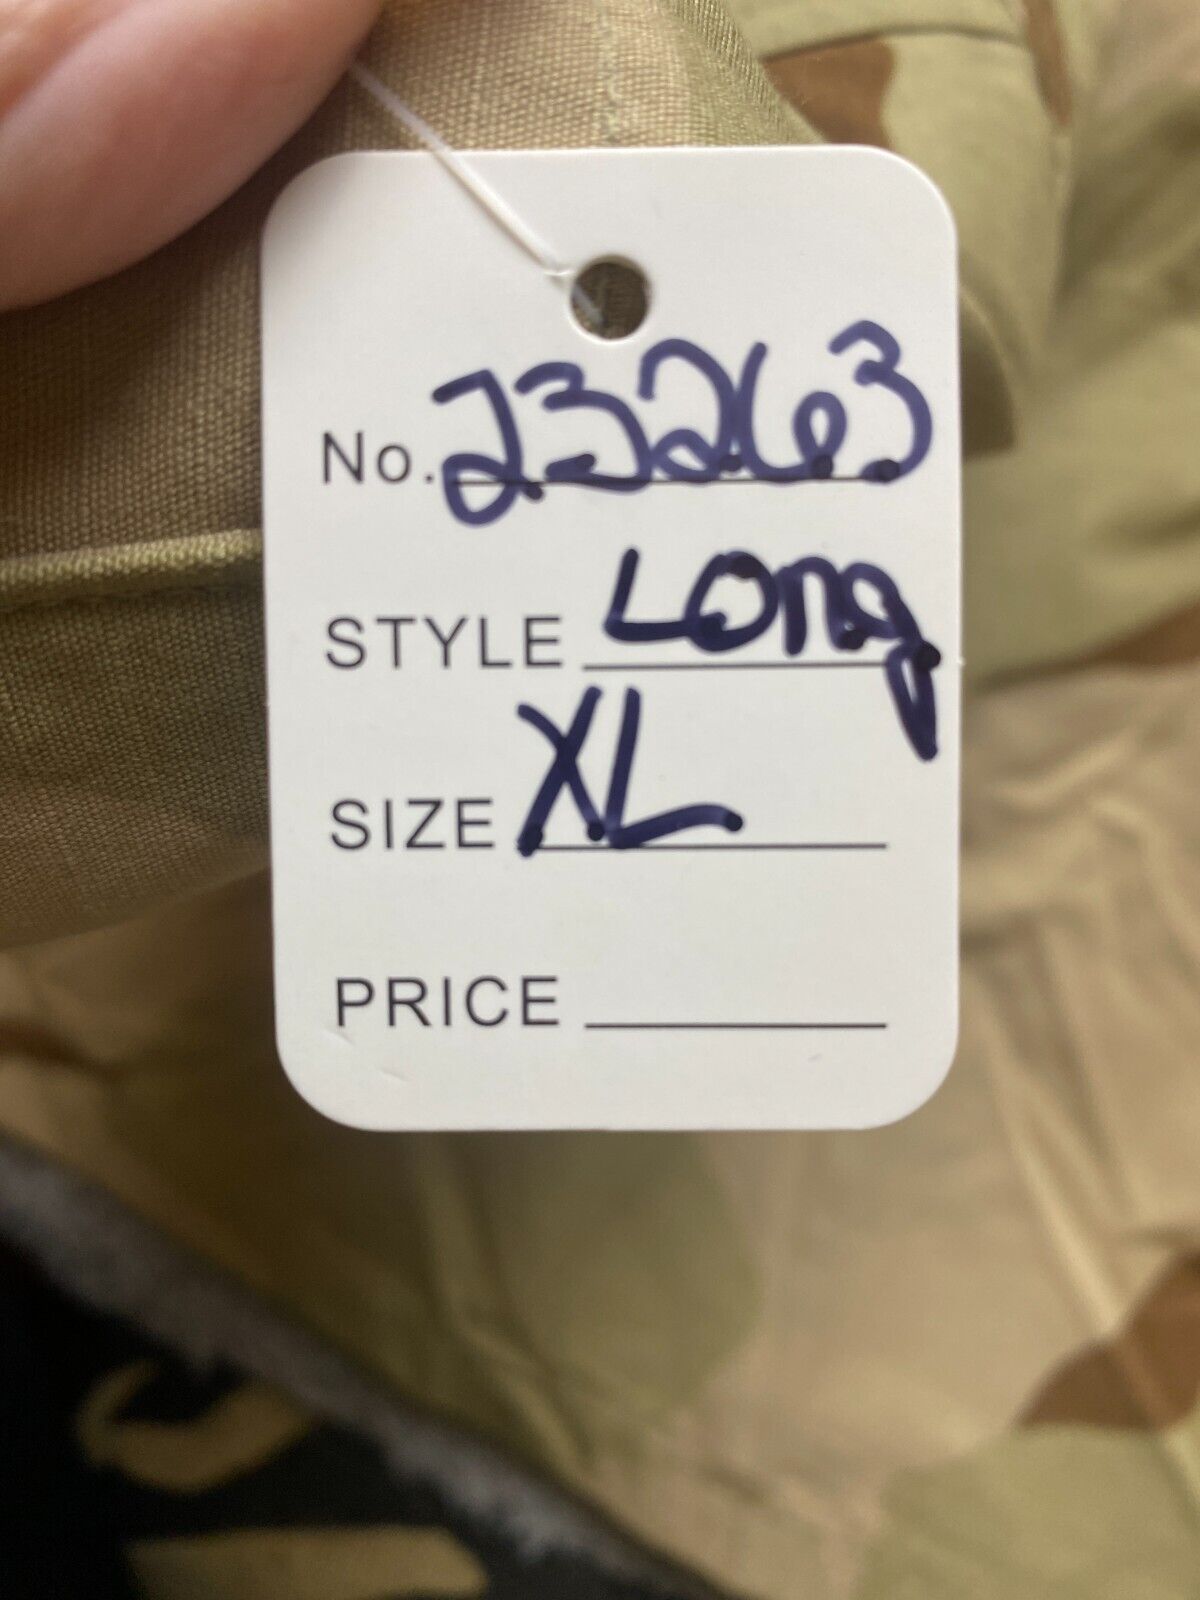 No. 23263
STYLE Long
SIZE XL
PRICE